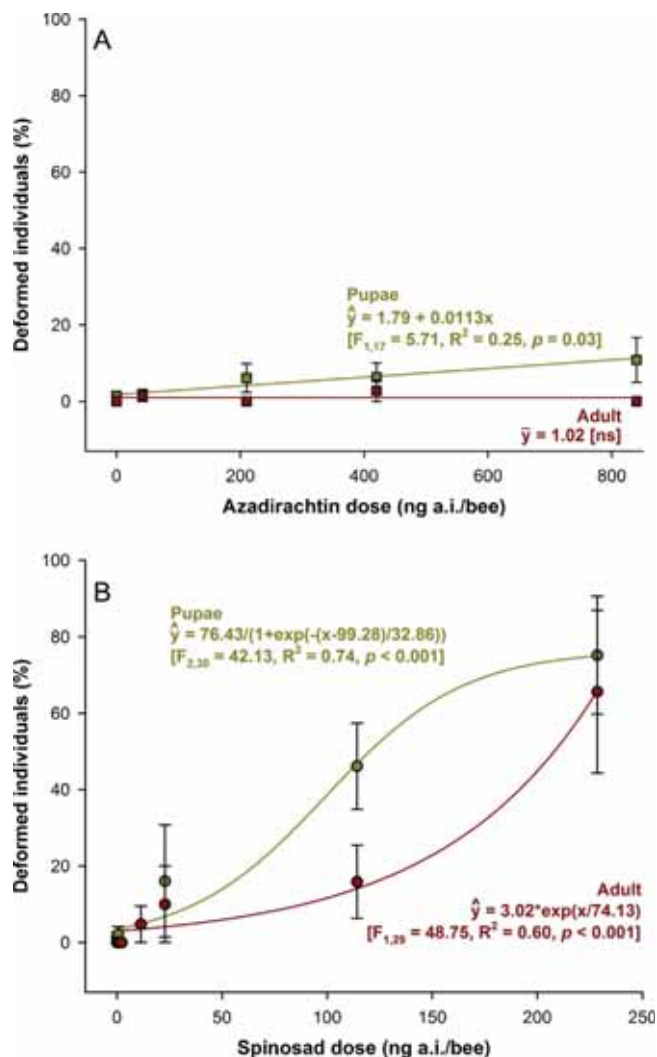 A
100
80
60
40
20
0
Deformed individuals (%)
Pupae
ŷ = 1.79 + 0.0113x
[F1,17 = 5.71, R² = 0.25, p = 0.03]
Adult
ȳ = 1.02 [ns]
0 200 400 600 800
Azadirachtin dose (ng a.i./bee)
B
100
80
60
40
20
0
Deformed individuals (%)
Pupae
ŷ = 76.43/(1+exp(-(x-99.28)/32.86))
[F2,30 = 42.13, R² = 0.74, p < 0.001]
Adult
ŷ = 3.02*exp(x/74.13)
[F1,29 = 48.75, R² = 0.60, p < 0.001]
0 50 100 150 200 250
Spinosad dose (ng a.i./bee)